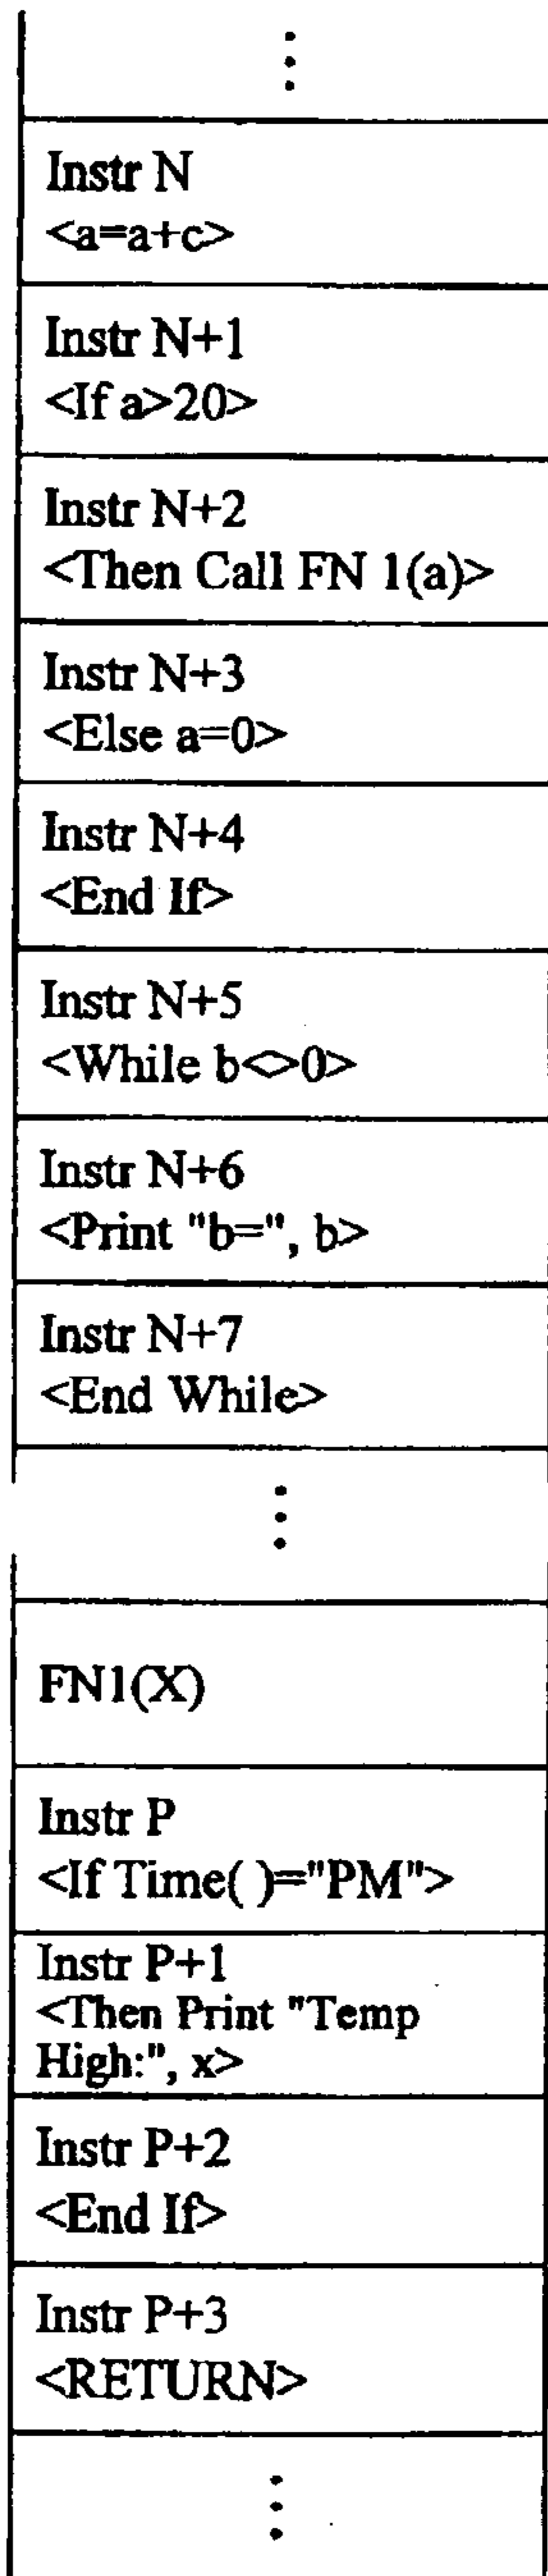 Instr N
<a=a+c>
Instr N+1
<If a>20>
Instr N+2
<Then Call FN 1(a)>
Instr N+3
<Else a=0>
Instr N+4
<End If>
Instr N+5
<While b<>0>
Instr N+6
<Print "b=", b>
Instr N+7
<End While>
FN1(X)
Instr P
<If Time( )="PM">
Instr P+1
<Then Print "Temp
High:", x>
Instr P+2
<End If>
Instr P+3
<RETURN>